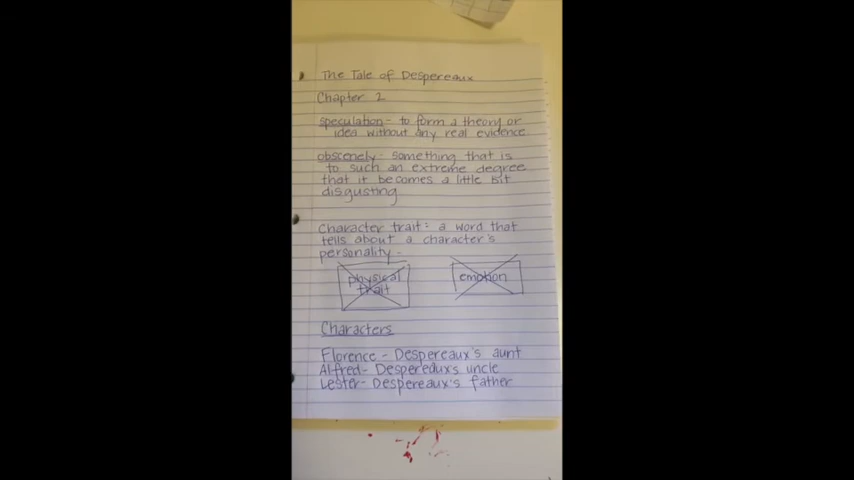 The Tale of Despereaux
Chapter 2
speculation- to form a theory or
idea without any real evidence
obscenely- something that is
to such an extreme degree
that it becomes a little bit
disgusting
Character trait: a word that
tells about a character's
personality-
physical
trait
emotion
Characters
Florence - Despereaux's aunt
Alfred- Despereaux's uncle
Lester- Despereaux's father